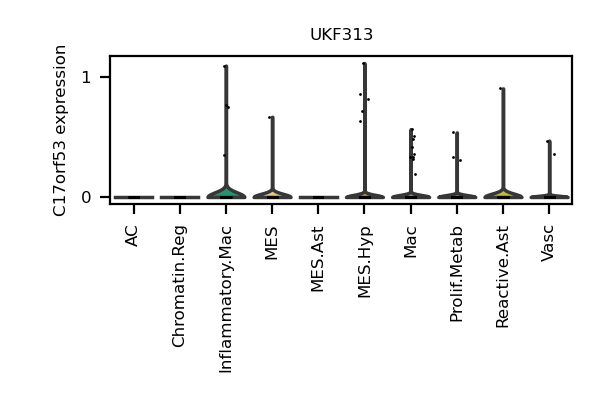 UKF313
C17orf53 expression
1
0
AC
Chromatin.Reg
Inflammatory.Mac
MES
MES.Ast
MES.Hyp
Mac
Prolif.Metab
Reactive.Ast
Vasc